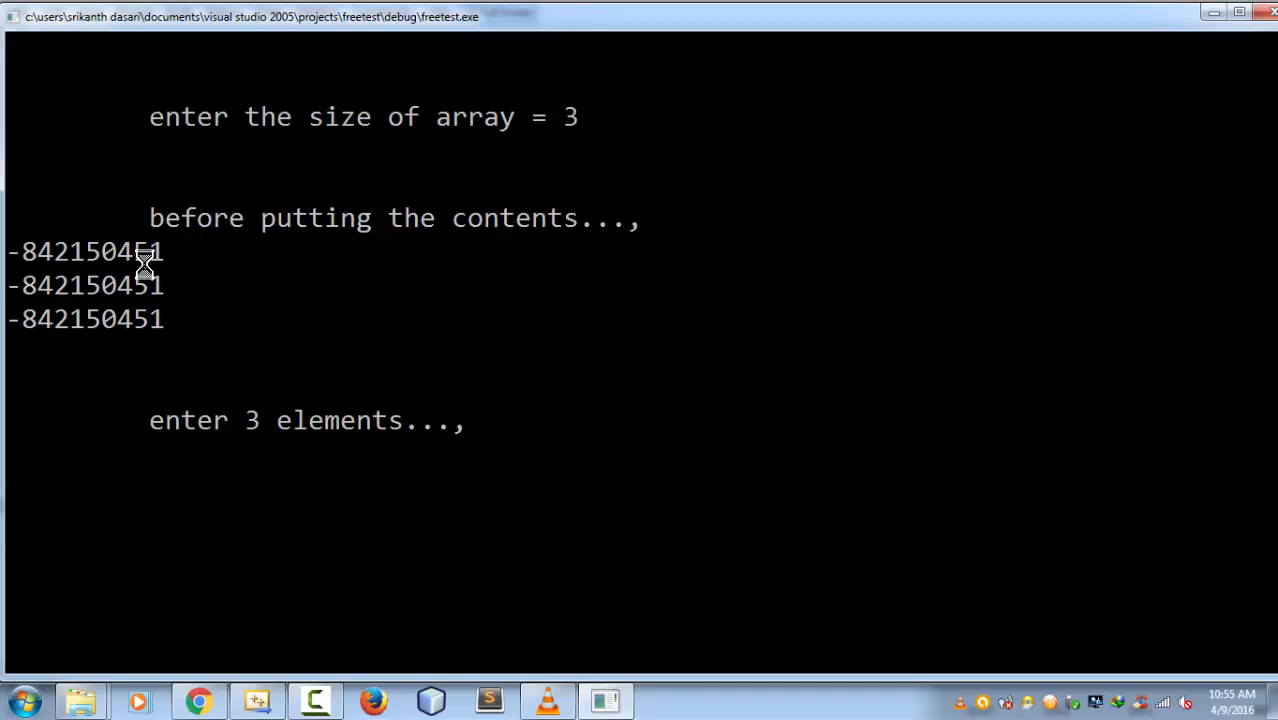 c:\users\srikanth dasari\documents\visual studio 2005\projects\freetest\debug\freetest.exe
enter the size of array = 3
before putting the contents...,
-842150451
-842150451
-842150451
enter 3 elements...,
10:55 AM
4/9/2016